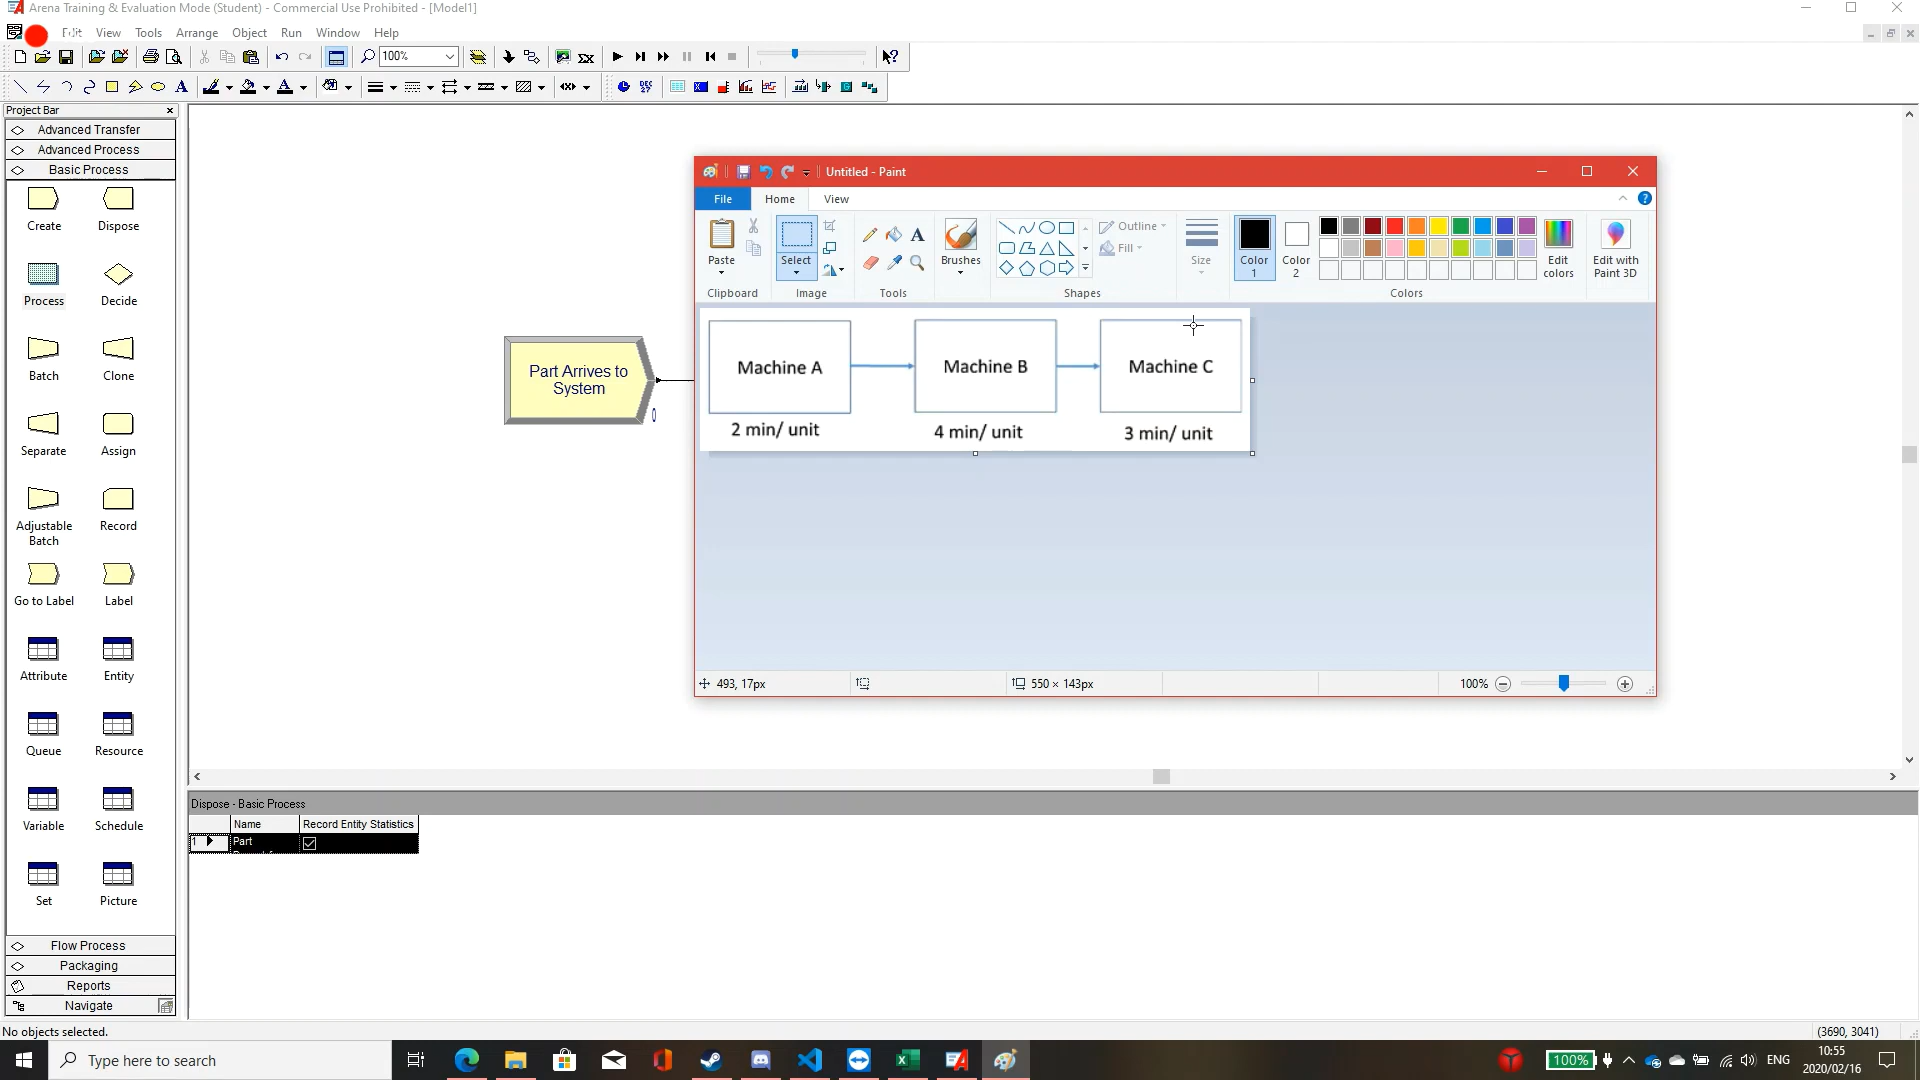 Arena Training & Evaluation Mode (Student) - Commercial Use Prohibited - [Model1]
View Tools Arrange Object Run Window Help
100%
Project Bar
Advanced Transfer
Advanced Process
Basic Process
Create Dispose
Process Decide
Batch Clone
Separate Assign
Adjustable Record
Batch
Go to Label Label
Attribute Entity
Queue Resource
Variable Schedule
Set Picture
Flow Process
Packaging
Reports
Navigate
Part Arrives to
System
0
Untitled - Paint
File Home View
Paste Select Brushes Outline Fill Size Color 1 Color 2 Edit colors Edit with Paint 3D
Clipboard Image Tools Shapes Colors
Machine A Machine B Machine C
2 min/ unit 4 min/ unit 3 min/ unit
493, 17px 550 × 143px 100%
Dispose - Basic Process
Name Record Entity Statistics
1 Part
No objects selected. (3690, 3041)
Type here to search 100% ENG 10:55
2020/02/16